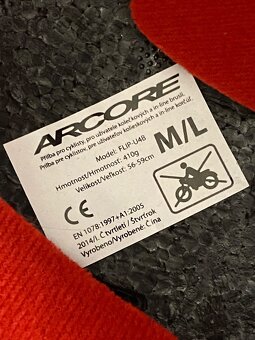 ARCORE
Přilba pro cyklisty, pro uživatele kolečkových a in-line bruslí.
Prilba pre cyklistov, pre užívateľov kolieskových a in-line korčúľ.
Model: FLIP-U4B
Hmotnost/Hmotnosť: 410g
Velikost/Veľkosť: 56-59cm
M/L
CE
EN 1078:1997+A1:2005
2014/I. Čtvrtletí / Štvrťrok
Vyrobeno/Vyrobené: Čína